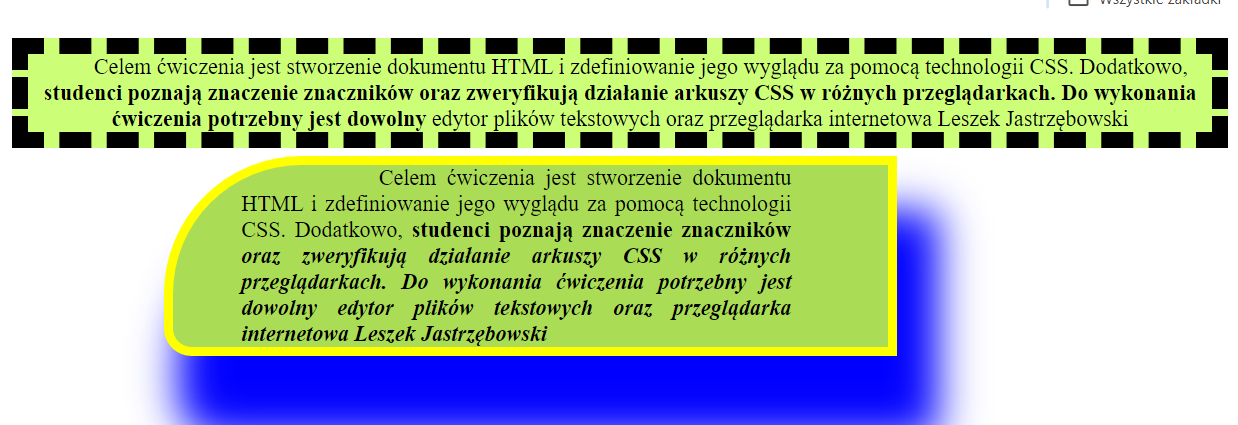 Wszystkie zakładki
Celem ćwiczenia jest stworzenie dokumentu HTML i zdefiniowanie jego wyglądu za pomocą technologii CSS. Dodatkowo,
studenci poznają znaczenie znaczników oraz zweryfikują działanie arkuszy CSS w różnych przeglądarkach. Do wykonania
ćwiczenia potrzebny jest dowolny edytor plików tekstowych oraz przeglądarka internetowa Leszek Jastrzębowski
Celem ćwiczenia jest stworzenie dokumentu
HTML i zdefiniowanie jego wyglądu za pomocą technologii
CSS. Dodatkowo, studenci poznają znaczenie znaczników
oraz zweryfikują działanie arkuszy CSS w różnych
przeglądarkach. Do wykonania ćwiczenia potrzebny jest
dowolny edytor plików tekstowych oraz przeglądarka
internetowa Leszek Jastrzębowski